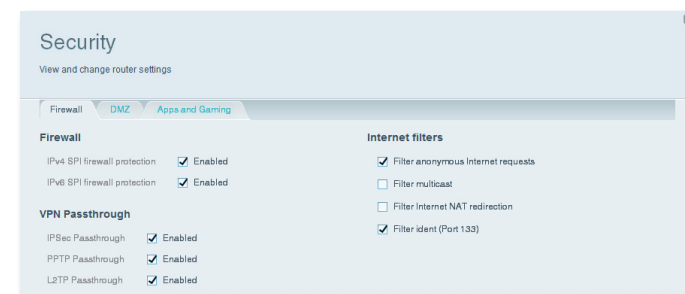 Security
View and change router settings
Firewall
DMZ
Apps and Gaming
Firewall
IPv4 SPI firewall protection Enabled
IPv6 SPI firewall protection Enabled
VPN Passthrough
IPSec Passthrough Enabled
PPTP Passthrough Enabled
L2TP Passthrough Enabled
Internet filters
Filter anonymous Internet requests
Filter multicast
Filter Internet NAT redirection
Filter ident (Port 133)